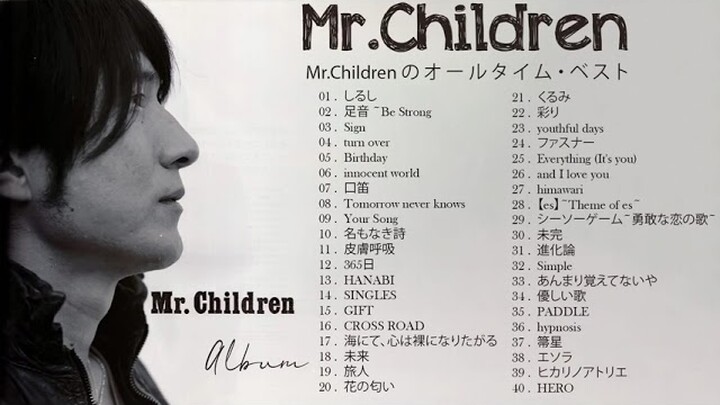 Mr.Children
Mr.Children のオールタイム・ベスト
01 . しるし
02 . 足音 ~Be Strong
03 . Sign
04 . turn over
05 . Birthday
06 . innocent world
07 . 口笛
08 . Tomorrow never knows
09 . Your Song
10 . 名もなき詩
11 . 皮膚呼吸
12 . 365日
13 . HANABI
14 . SINGLES
15 . GIFT
16 . CROSS ROAD
17 . 海にて、心は裸になりたがる
18 . 未来
19 . 旅人
20 . 花の匂い
21 . くるみ
22 . 彩り
23 . youthful days
24 . ファスナー
25 . Everything (It's you)
26 . and I love you
27 . himawari
28 . 【es】 ~Theme of es~
29 . シーソーゲーム~勇敢な恋の歌~
30 . 未完
31 . 進化論
32 . Simple
33 . あんまり覚えてないや
34 . 優しい歌
35 . PADDLE
36 . hypnosis
37 . 箒星
38 . エソラ
39 . ヒカリノアトリエ
40 . HERO
Mr. Children
album